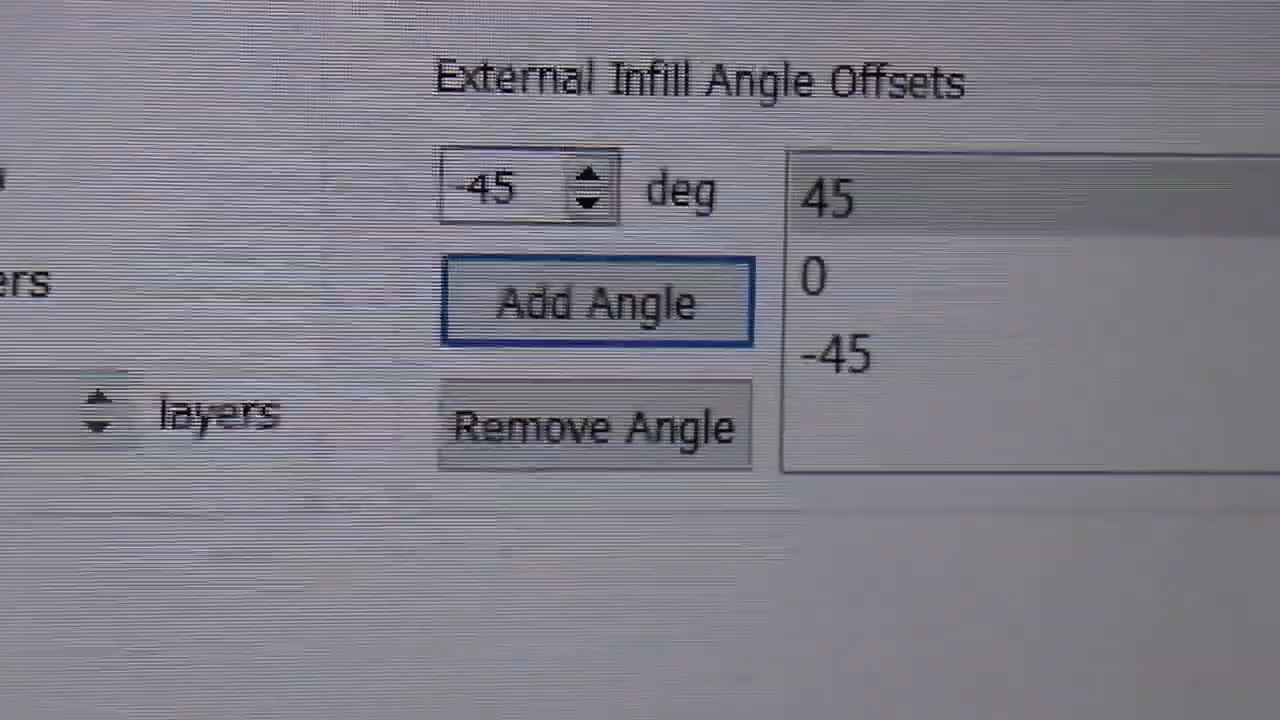 External Infill Angle Offsets
-45 deg
45
0
-45
ers
Add Angle
layers
Remove Angle